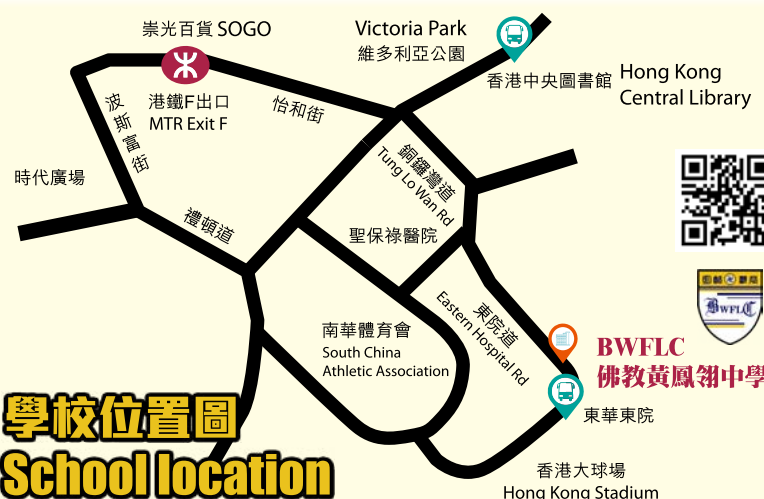 崇光百貨 SOGO
Victoria Park
維多利亞公園
香港中央圖書館
Hong Kong
Central Library
港鐵F出口
MTR Exit F
怡和街
波斯富街
時代廣場
禮頓道
銅鑼灣道
Tung Lo Wan Rd
聖保祿醫院
東院道
Eastern Hospital Rd
南華體育會
South China
Athletic Association
BWFLC
BWFLC
佛教黃鳳翎中學
東華東院
香港大球場
Hong Kong Stadium
學校位置圖
School location